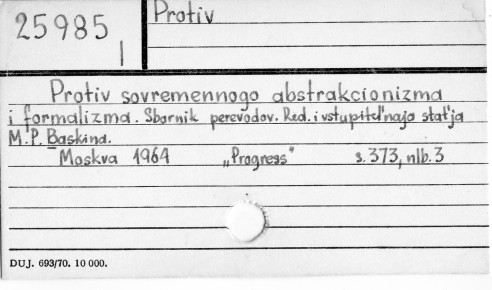 25985
I
Protiv
Protiv sovremennogo abstrakcionizma
i formalizma. Sbornik perevodov. Red. i vstupitel'naja stat'ja
M. P. Baskina.
Moskva 1964 „Progress" s. 373, nlb. 3
DUJ. 693/70. 10 000.